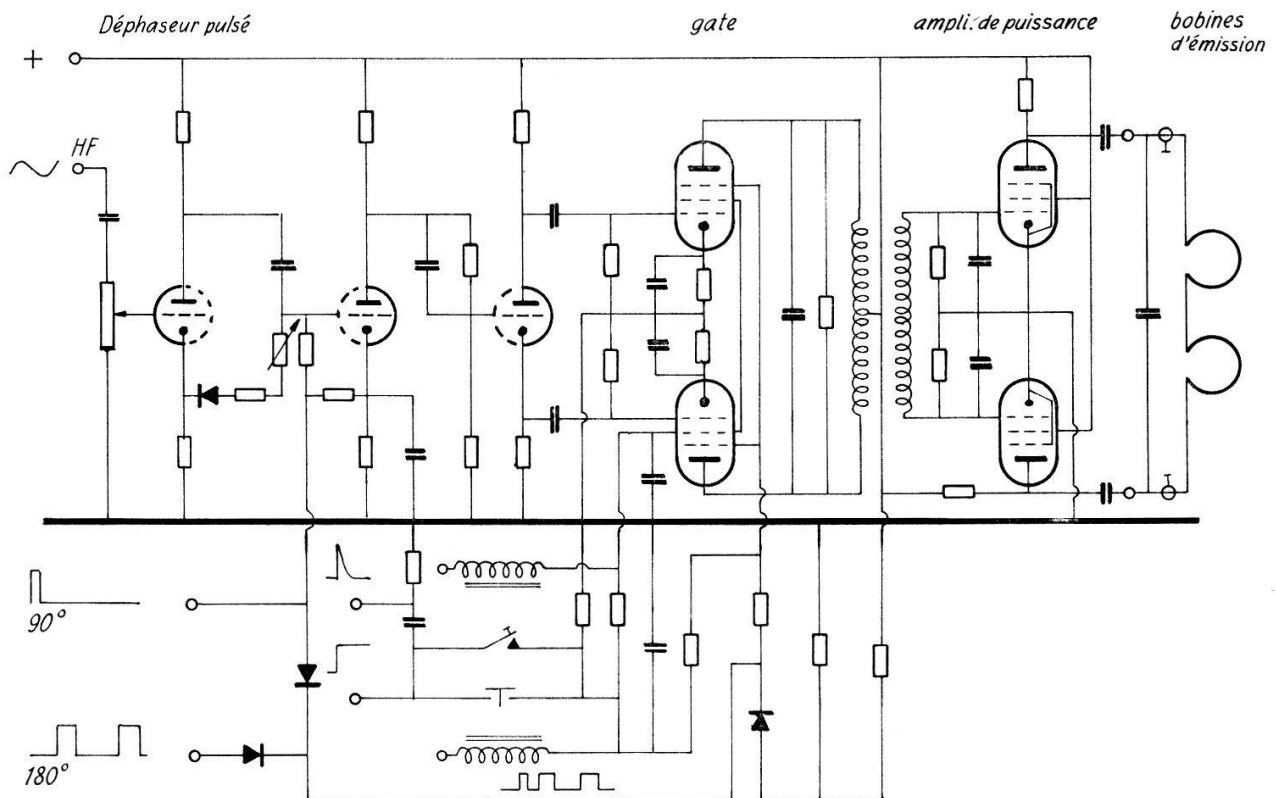 Déphaseur pulsé
gate
ampli. de puissance
bobines
d'émission
+
HF
90°
180°